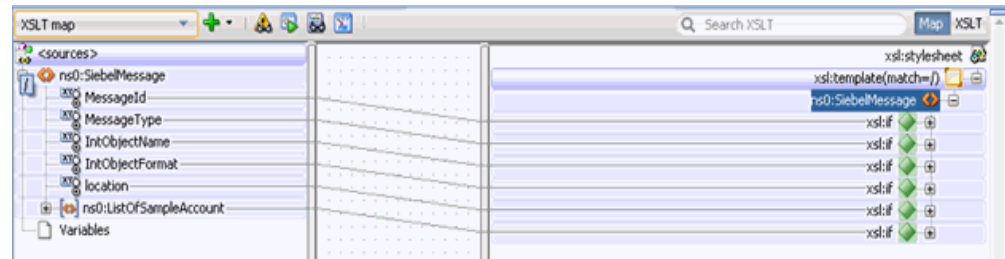 XSLT map
Search XSLT
Map
XSLT
<sources>
xsl:stylesheet
ns0:SiebelMessage
xsl:template(match=/)
MessageId
ns0:SiebelMessage
MessageType
xsl:if
IntObjectName
xsl:if
IntObjectFormat
xsl:if
location
xsl:if
ns0:ListOfSampleAccount
xsl:if
Variables
xsl:if